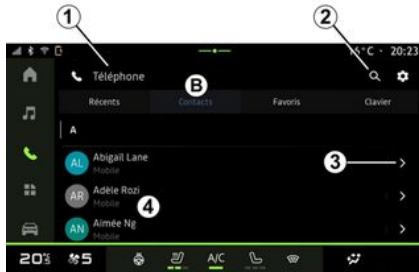 1
2
16°C · 20:23
Téléphone
B
Récents Contacts Favoris Clavier
A
AL Abigail Lane
Mobile
3
AR Adèle Rozi
Mobile
4
AN Aimée Ng
Mobile
20 5 A/C